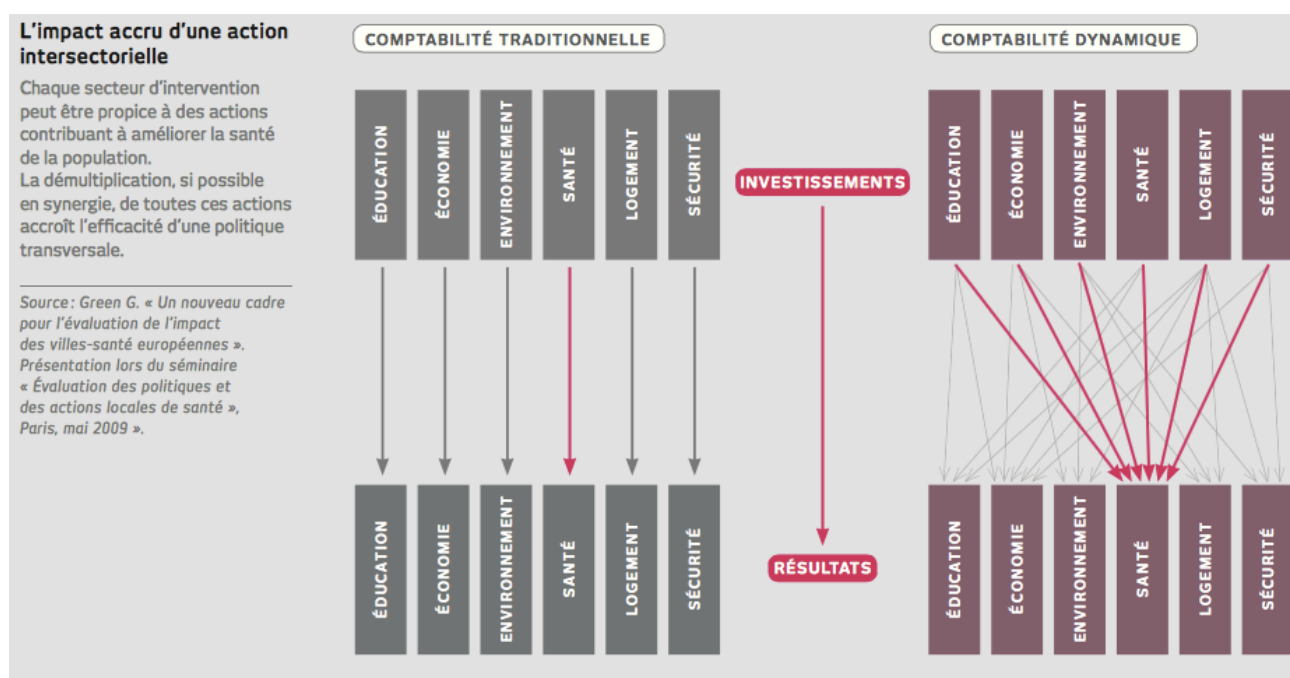 L'impact accru d'une action
intersectorielle
Chaque secteur d'intervention
peut être propice à des actions
contribuant à améliorer la santé
de la population.
La démultiplication, si possible
en synergie, de toutes ces actions
accroît l'efficacité d'une politique
transversale.
Source : Green G. « Un nouveau cadre
pour l'évaluation de l'impact
des villes-santé européennes ».
Présentation lors du séminaire
« Évaluation des politiques et
des actions locales de santé »,
Paris, mai 2009 ».
COMPTABILITÉ TRADITIONNELLE
ÉDUCATION
ÉCONOMIE
ENVIRONNEMENT
SANTÉ
LOGEMENT
SÉCURITÉ
ÉDUCATION
ÉCONOMIE
ENVIRONNEMENT
SANTÉ
LOGEMENT
SÉCURITÉ
INVESTISSEMENTS
RÉSULTATS
COMPTABILITÉ DYNAMIQUE
ÉDUCATION
ÉCONOMIE
ENVIRONNEMENT
SANTÉ
LOGEMENT
SÉCURITÉ
ÉDUCATION
ÉCONOMIE
ENVIRONNEMENT
SANTÉ
LOGEMENT
SÉCURITÉ